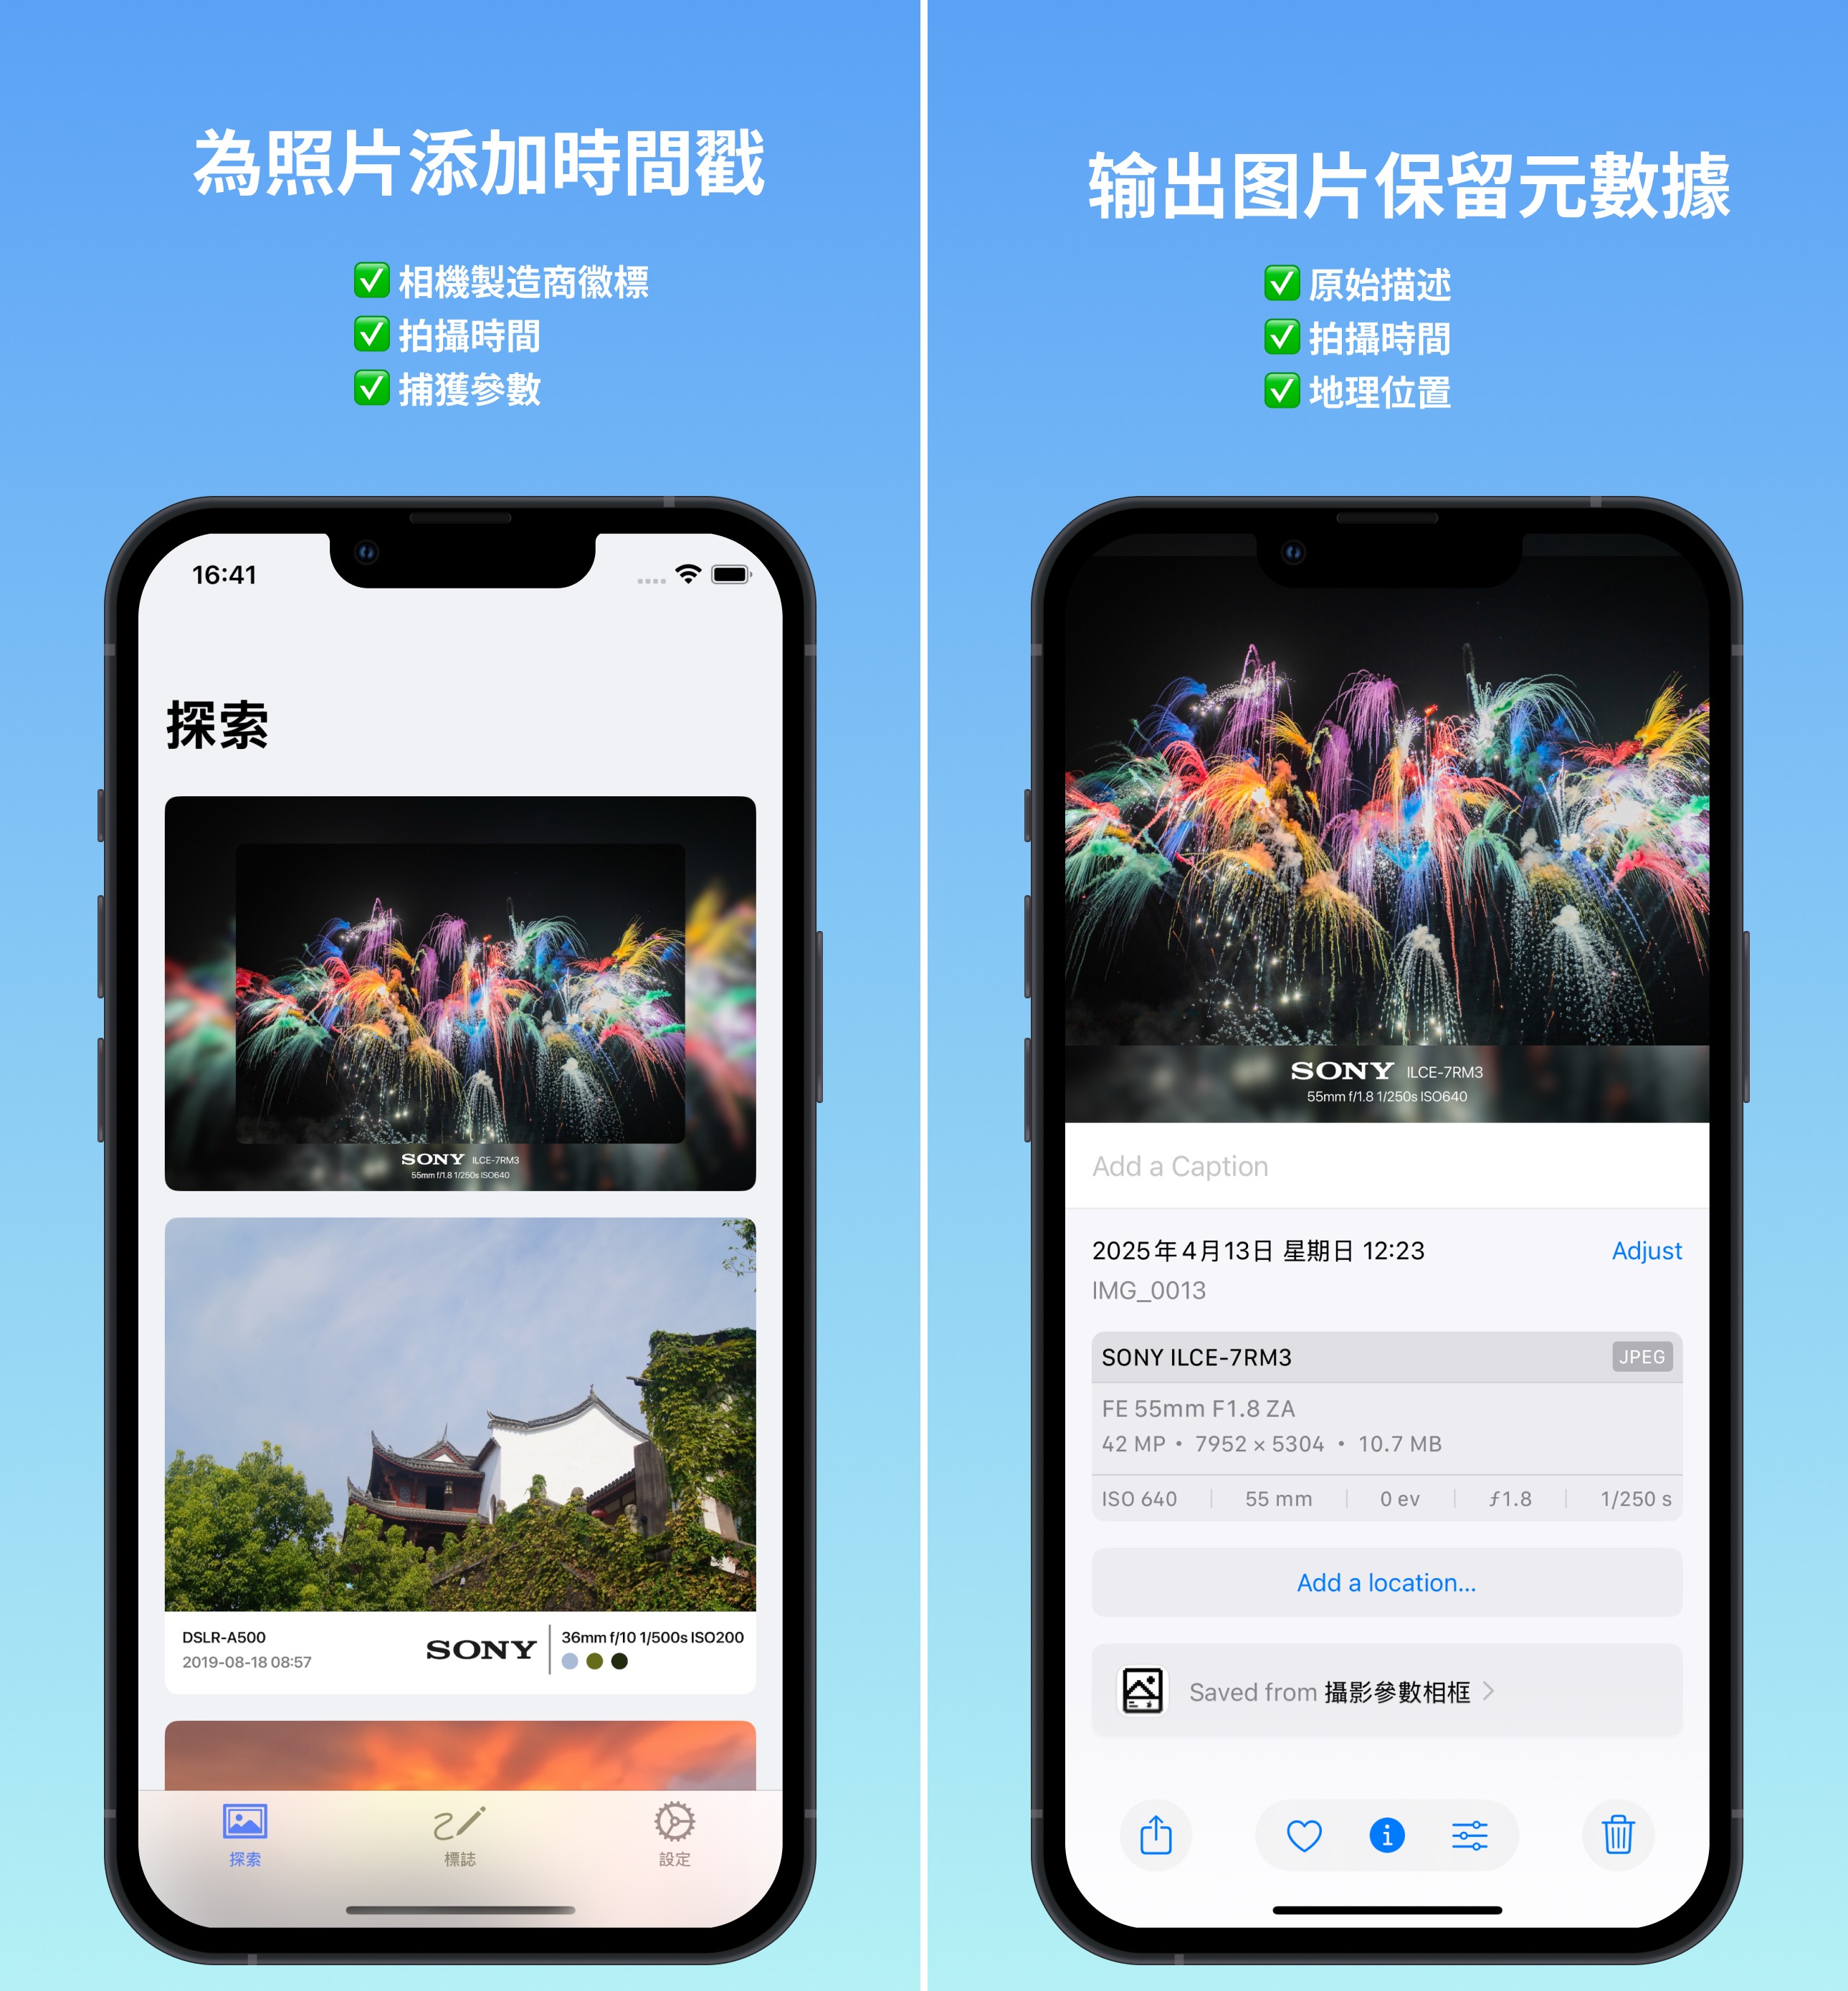 為照片添加時間戳
✅ 相機製造商徽標
✅ 拍攝時間
✅ 捕獲參數
16:41
探索
SONY ILCE-7RM3
55mm f/1.8 1/250s ISO640
DSLR-A500
2019-08-18 08:57
SONY
36mm f/10 1/500s ISO200
探索
標誌
設定
输出图片保留元數據
✅ 原始描述
✅ 拍攝時間
✅ 地理位置
SONY ILCE-7RM3
55mm f/1.8 1/250s ISO640
Add a Caption
2025年4月13日 星期日 12:23
Adjust
IMG_0013
SONY ILCE-7RM3
JPEG
FE 55mm F1.8 ZA
42 MP • 7952 × 5304 • 10.7 MB
ISO 640 | 55 mm | 0 ev | ƒ1.8 | 1/250 s
Add a location...
Saved from 攝影參數相框